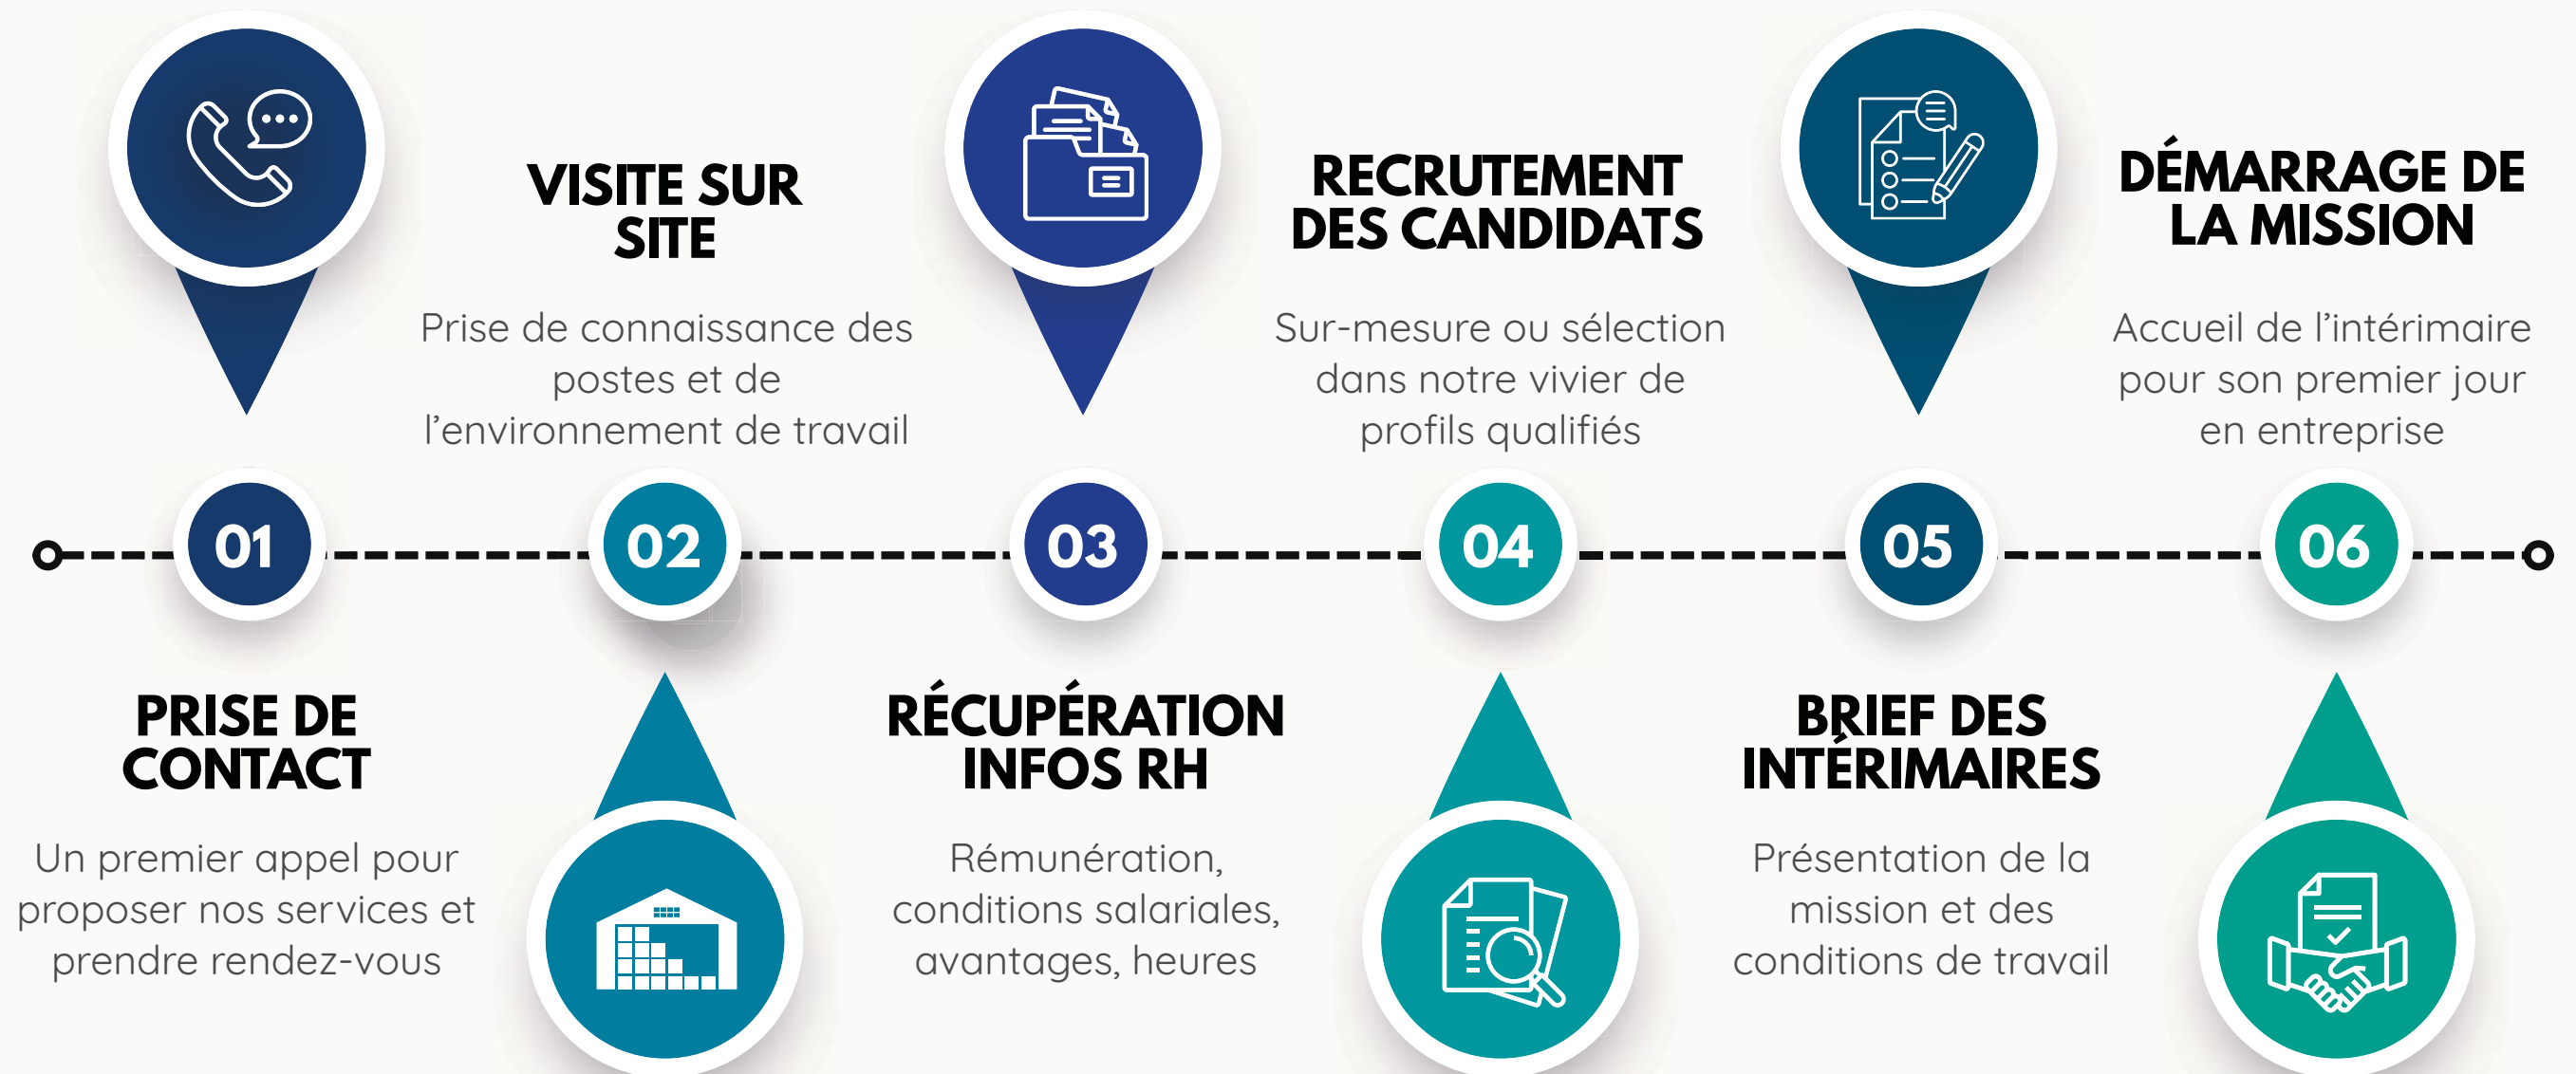 01
PRISE DE
CONTACT
Un premier appel pour
proposer nos services et
prendre rendez-vous
VISITE SUR
SITE
Prise de connaissance des
postes et de
l’environnement de travail
02
03
RÉCUPÉRATION
INFOS RH
Rémunération,
conditions salariales,
avantages, heures
RECRUTEMENT
DES CANDIDATS
Sur-mesure ou sélection
dans notre vivier de
profils qualifiés
04
05
BRIEF DES
INTÉRIMAIRES
Présentation de la
mission et des
conditions de travail
DÉMARRAGE DE
LA MISSION
Accueil de l’intérimaire
pour son premier jour
en entreprise
06